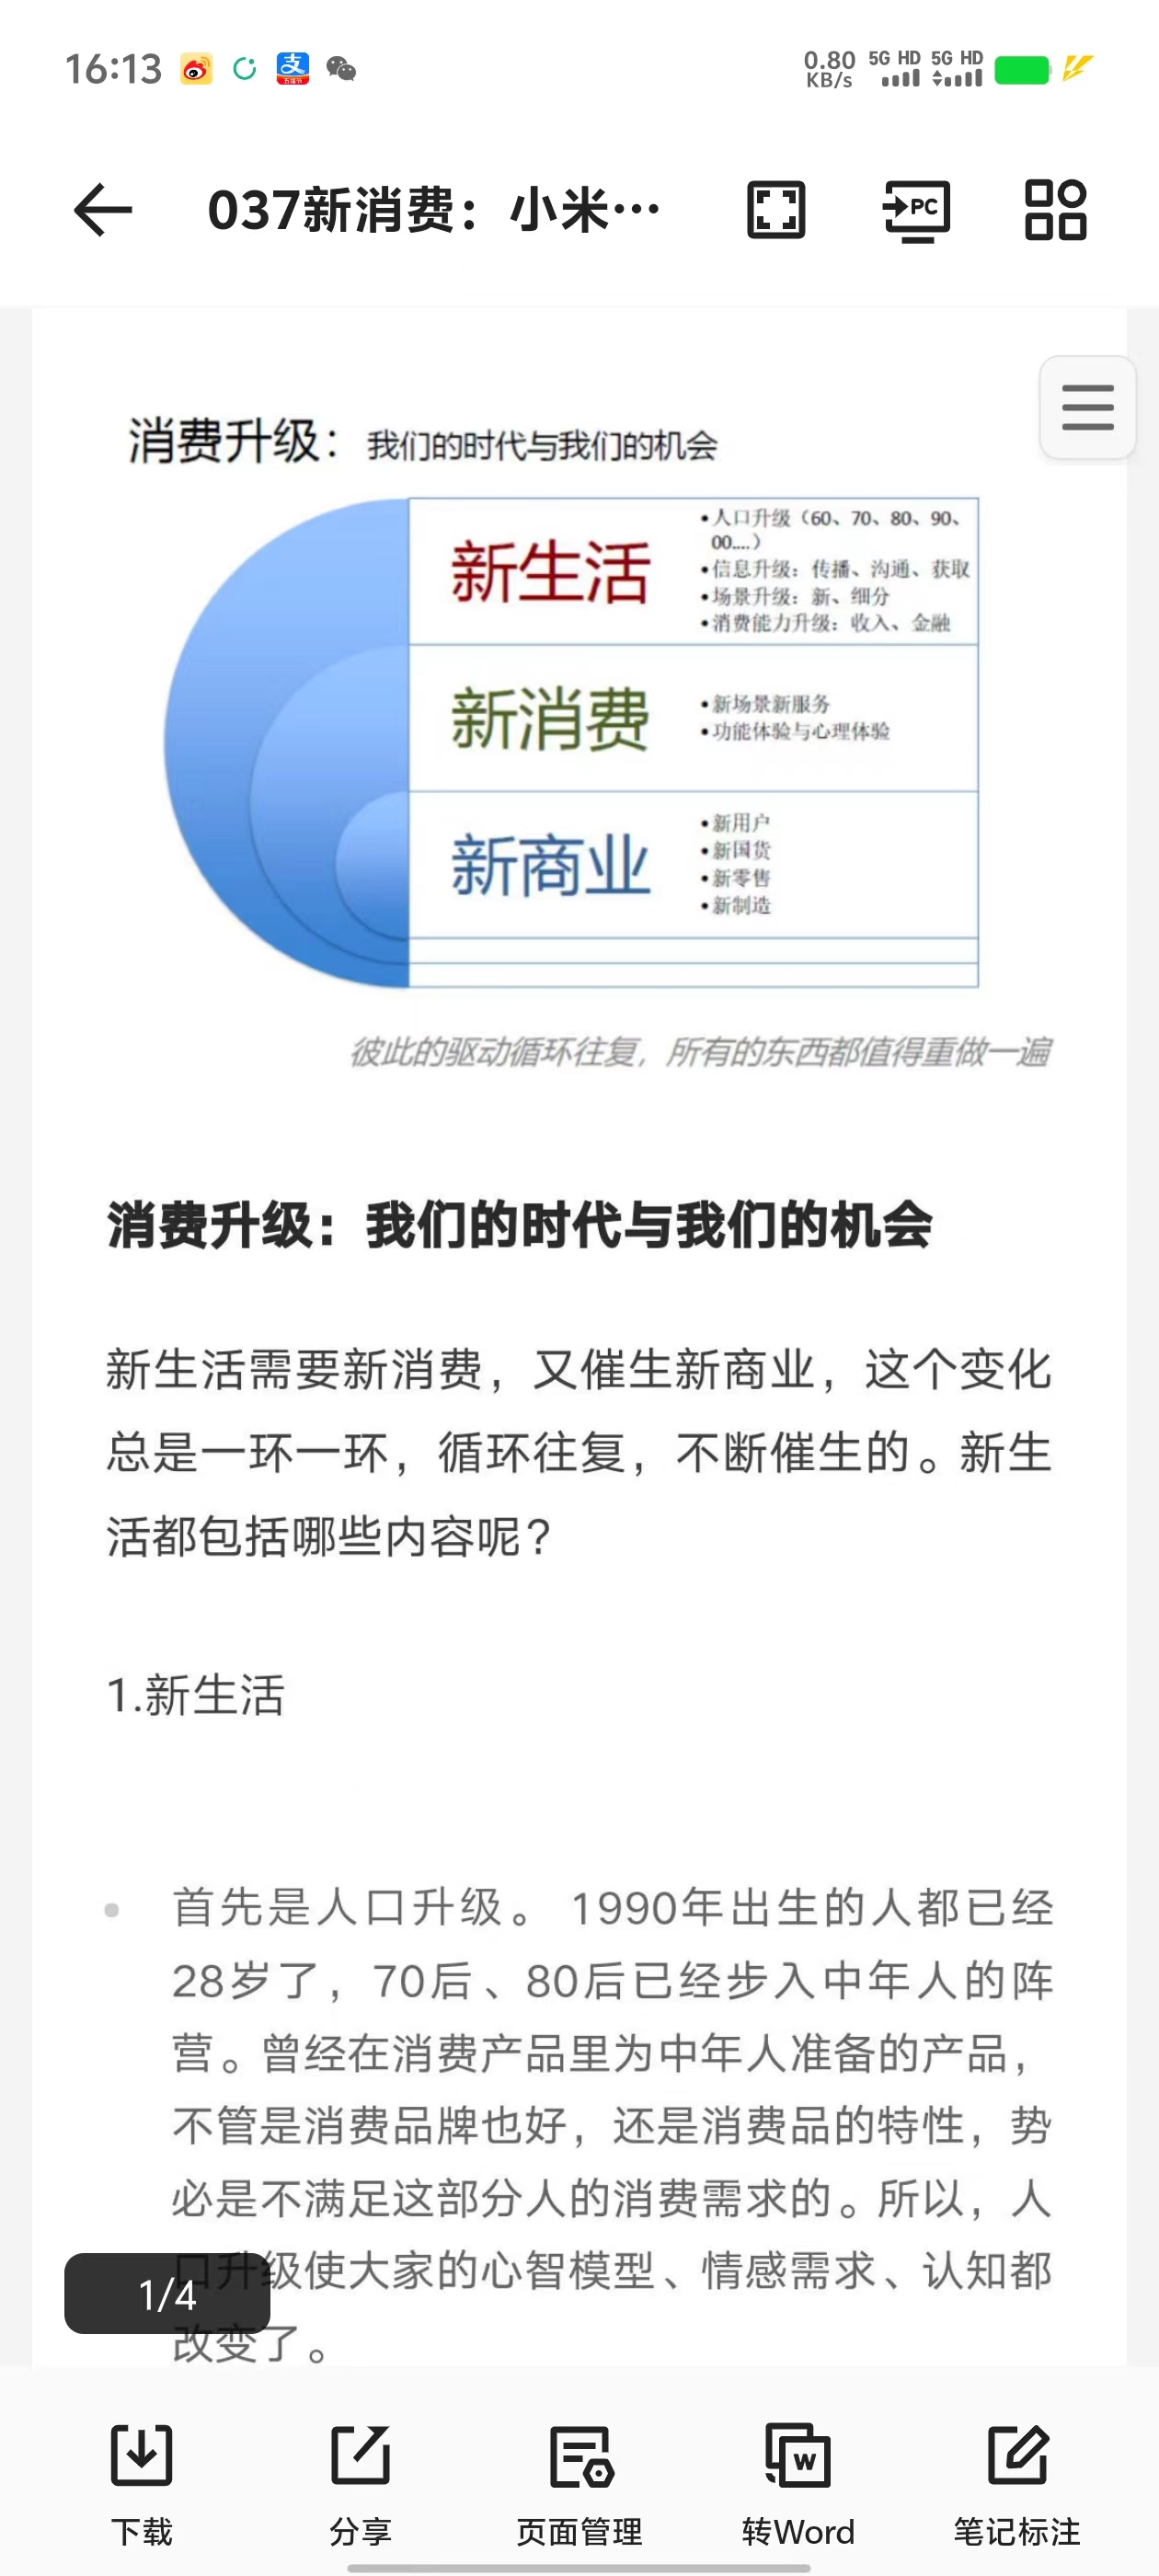 16:13
0.80 KB/s 5G HD 5G HD
037新消费：小米…
PC
消费升级：我们的时代与我们的机会
新生活
•人口升级（60、70、80、90、
00....）
•信息升级：传播、沟通、获取
•场景升级：新、细分
•消费能力升级：收入、金融
新消费
•新场景新服务
•功能体验与心理体验
新商业
•新用户
•新国货
•新零售
•新制造
彼此的驱动循环往复，所有的东西都值得重做一遍
消费升级：我们的时代与我们的机会
新生活需要新消费，又催生新商业，这个变化
总是一环一环，循环往复，不断催生的。新生
活都包括哪些内容呢？
1.新生活
首先是人口升级。 1990年出生的人都已经
28岁了，70后、80后已经步入中年人的阵
营。曾经在消费产品里为中年人准备的产品，
不管是消费品牌也好，还是消费品的特性，势
必是不满足这部分人的消费需求的。所以，人
口升级使大家的心智模型、情感需求、认知都
改变了。
1/4
下载 分享 页面管理 转Word 笔记标注